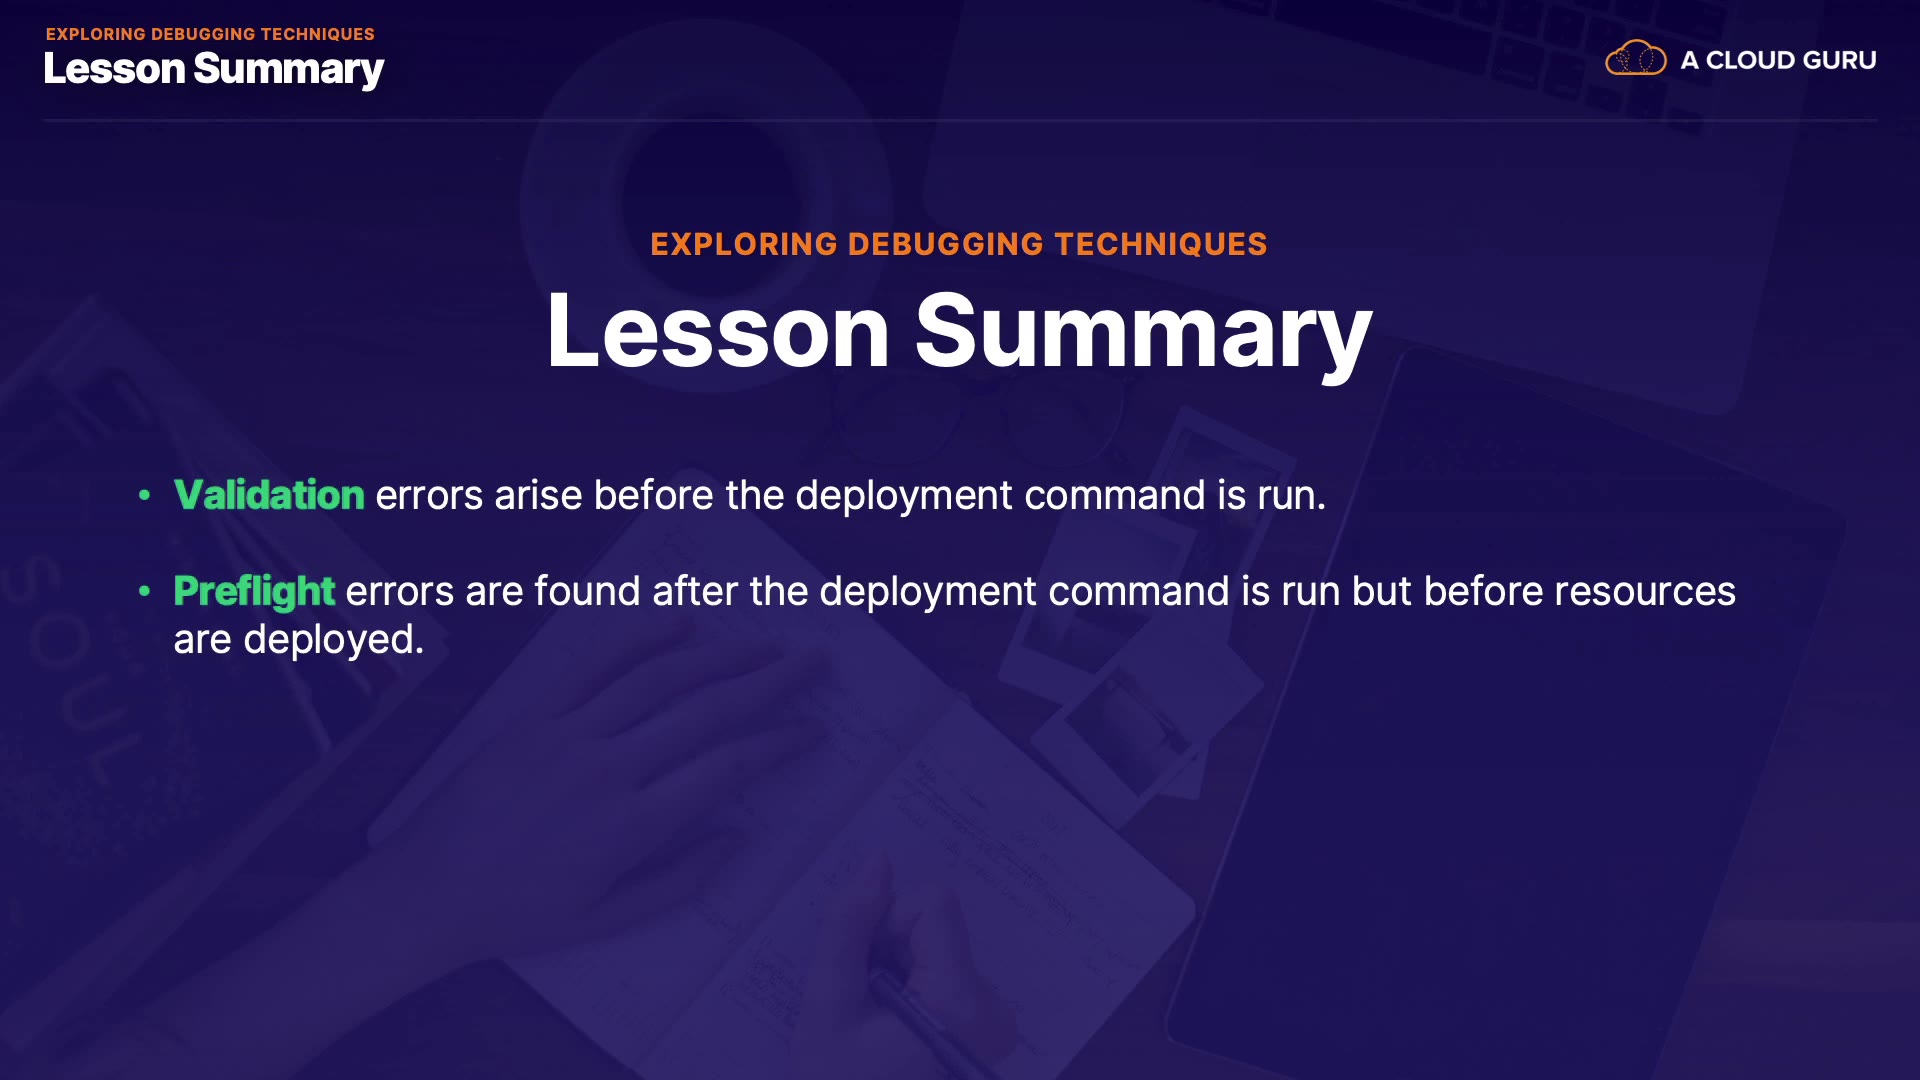 EXPLORING DEBUGGING TECHNIQUES
Lesson Summary
A CLOUD GURU
EXPLORING DEBUGGING TECHNIQUES
Lesson Summary
• Validation errors arise before the deployment command is run.
• Preflight errors are found after the deployment command is run but before resources
are deployed.
SOUL